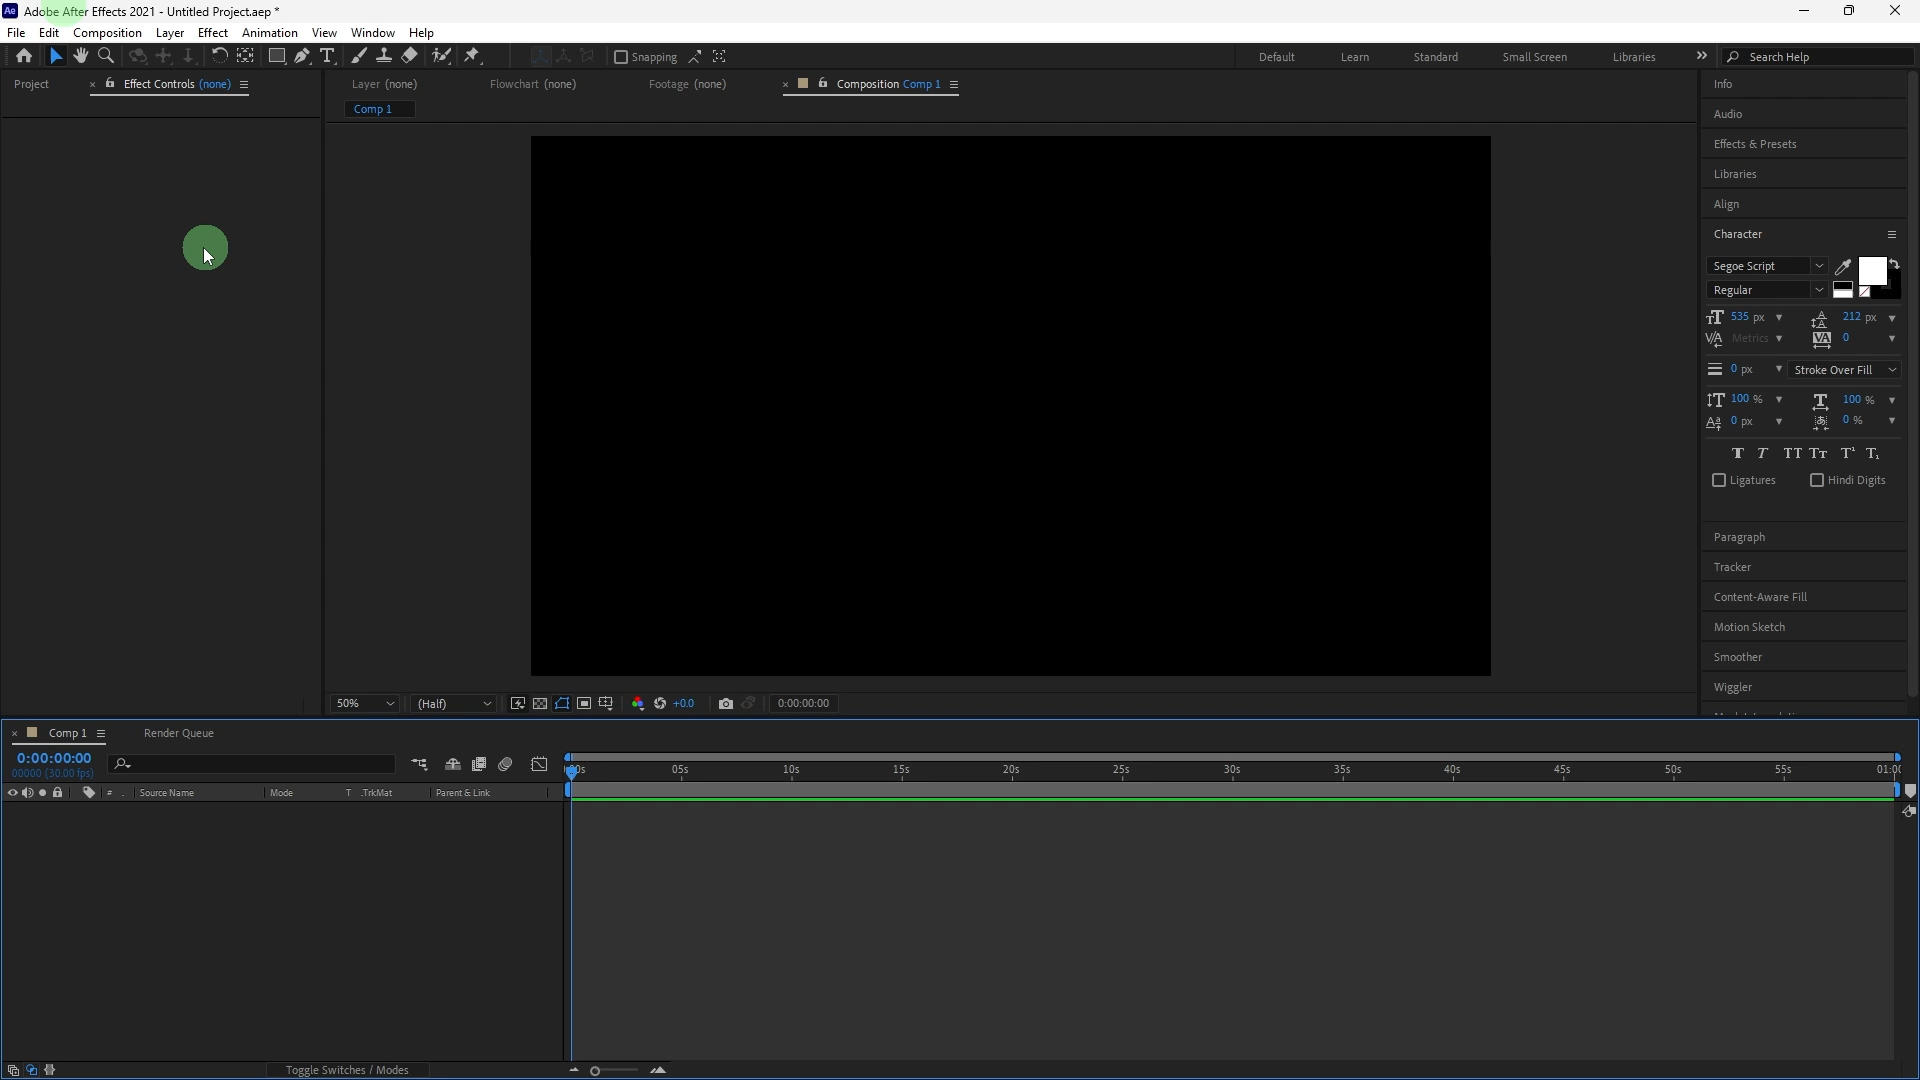 Ae Adobe After Effects 2021 - Untitled Project.aep *
File Edit Composition Layer Effect Animation View Window Help
Snapping Default Learn Standard Small Screen Libraries Search Help
Project Effect Controls (none) Layer (none) Flowchart (none) Footage (none) Composition Comp 1
Comp 1
Info
Audio
Effects & Presets
Libraries
Align
Character
Segoe Script
Regular
535 px 212 px
Metrics 0
0 px Stroke Over Fill
100 % 100 %
0 px 0 %
T T TT Tт T¹ T₁
Ligatures Hindi Digits
Paragraph
Tracker
Content-Aware Fill
Motion Sketch
Smoother
Wiggler
50% (Half) +0.0 0:00:00:00
Comp 1 Render Queue
0:00:00:00
00000 (30.00 fps)
05s 10s 15s 20s 25s 30s 35s 40s 45s 50s 55s
# Source Name Mode T .TrkMat Parent & Link
Toggle Switches / Modes